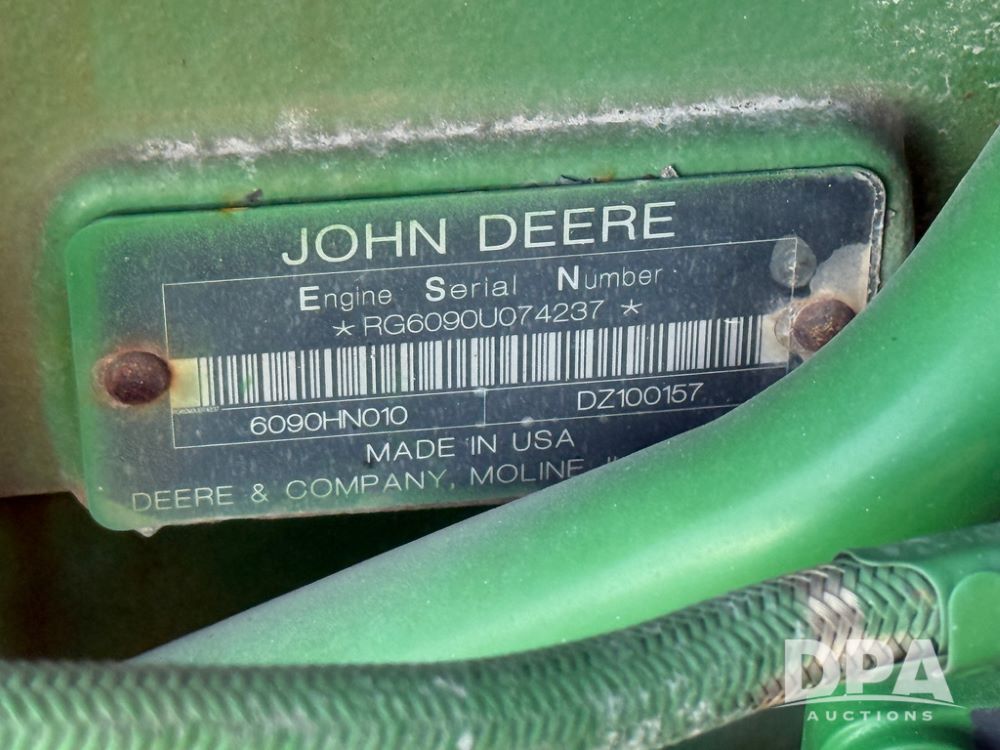 JOHN DEERE
Engine Serial Number
*RG6090U074237*
6090HN010 DZ100157
MADE IN USA
DEERE & COMPANY, MOLINE
DPA
AUCTIONS